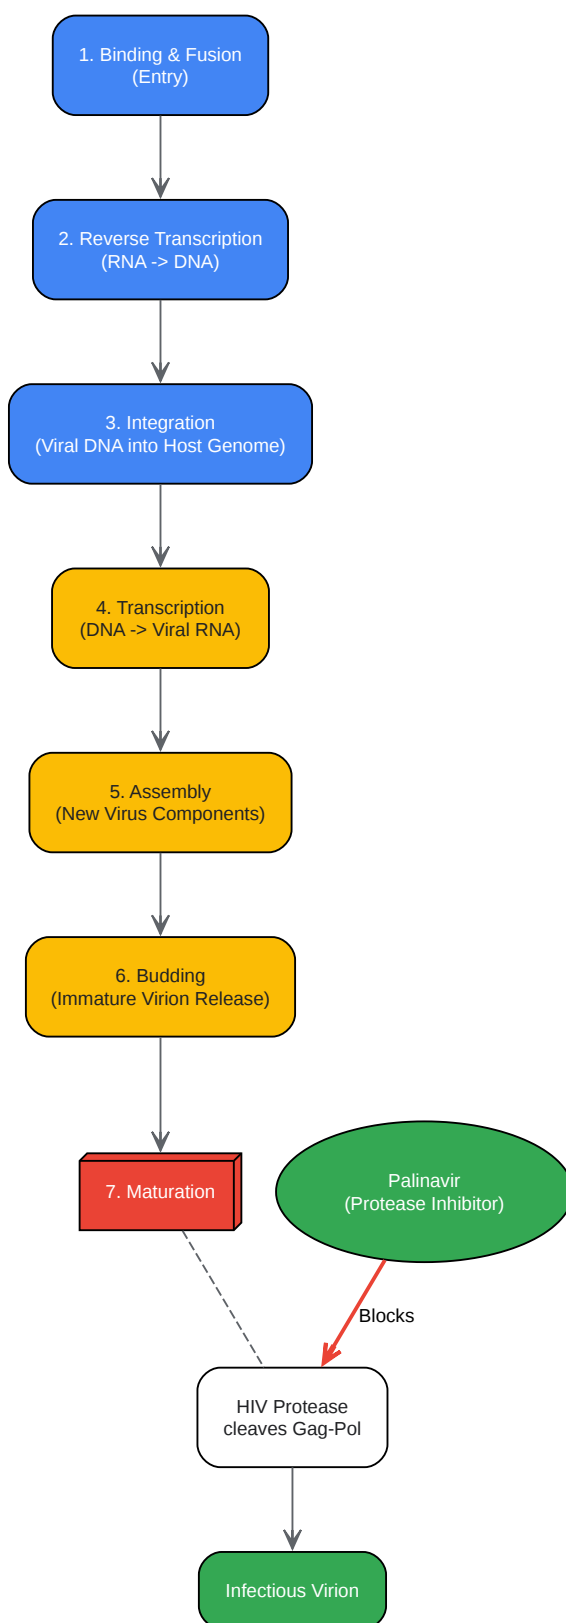 1. Binding & Fusion
(Entry)
2. Reverse Transcription
(RNA -> DNA)
3. Integration
(Viral DNA into Host Genome)
4. Transcription
(DNA -> Viral RNA)
5. Assembly
(New Virus Components)
6. Budding
(Immature Virion Release)
7. Maturation
Palinavir
(Protease Inhibitor)
Blocks
HIV Protease
cleaves Gag-Pol
Infectious Virion